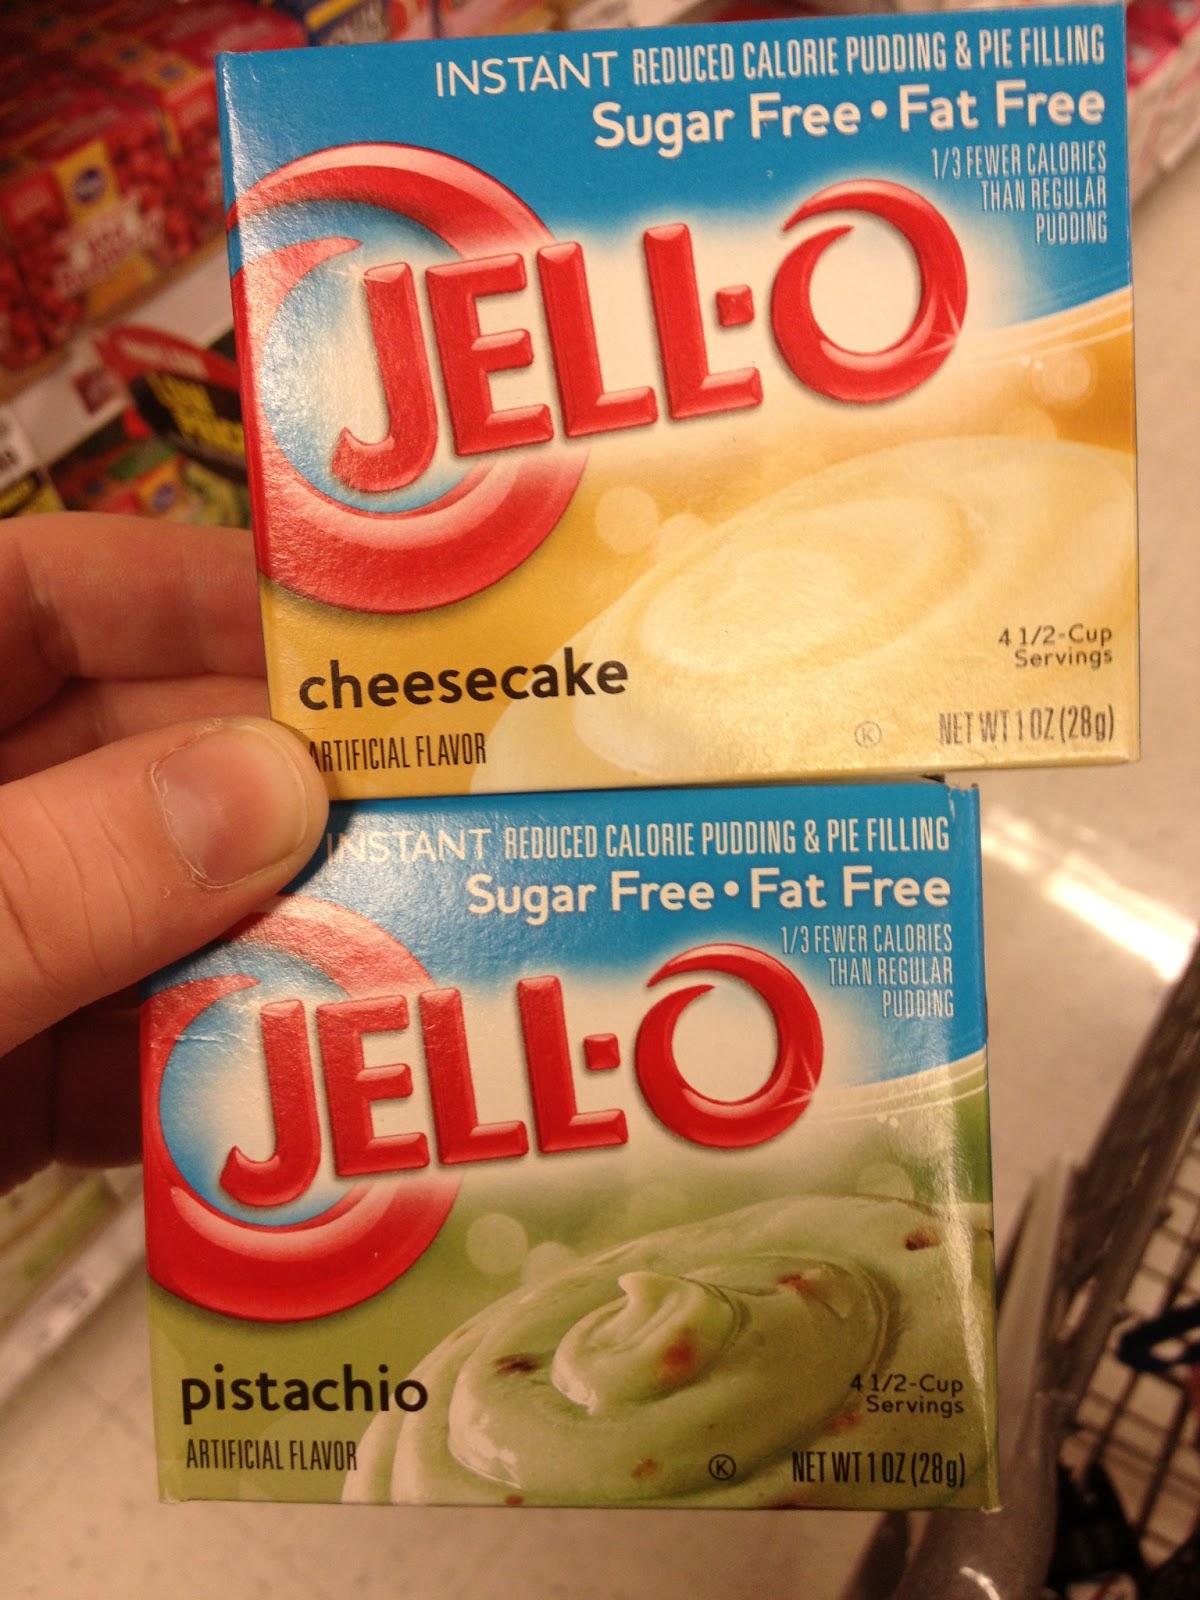 INSTANT REDUCED CALORIE PUDDING & PIE FILLING
Sugar Free • Fat Free
1/3 FEWER CALORIES
THAN REGULAR
PUDDING
JELL-O
4 1/2-Cup
Servings
cheesecake
ARTIFICIAL FLAVOR
K
NET WT 1 OZ (28g)
INSTANT REDUCED CALORIE PUDDING & PIE FILLING
Sugar Free • Fat Free
1/3 FEWER CALORIES
THAN REGULAR
PUDDING
JELL-O
pistachio
4 1/2-Cup
Servings
ARTIFICIAL FLAVOR
K
NET WT 1 OZ (28g)